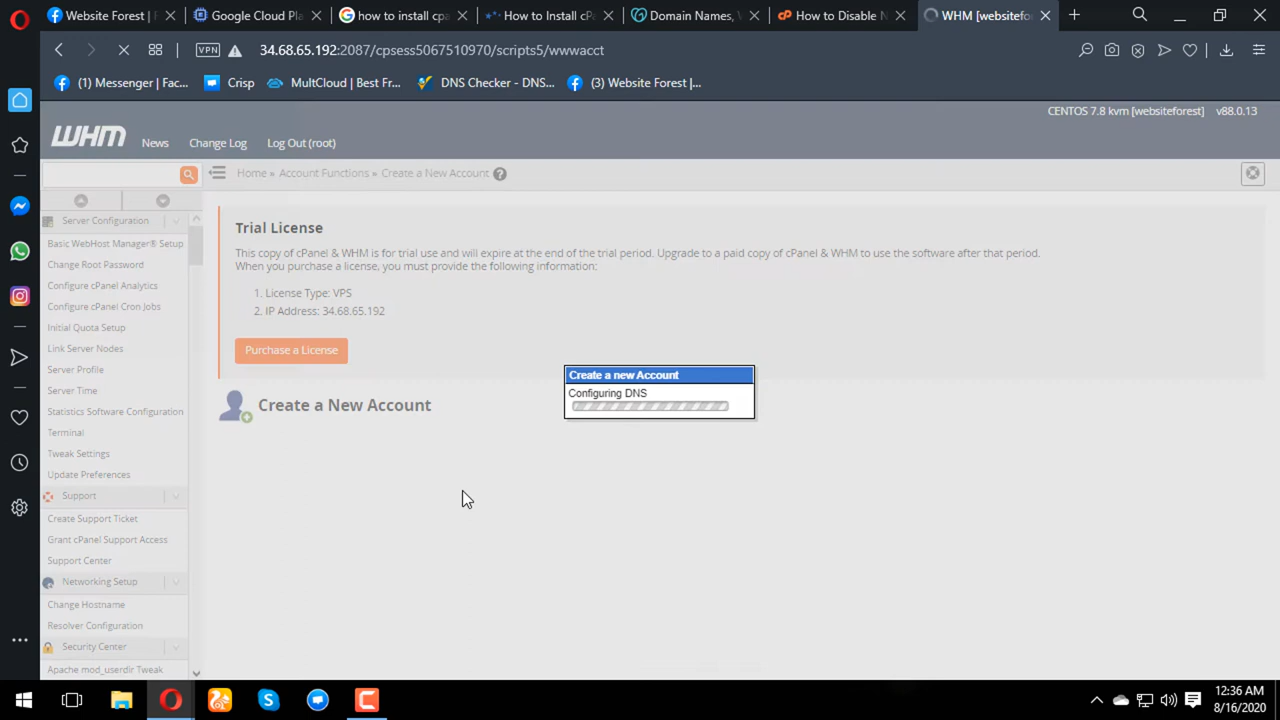 Website Forest | F
Google Cloud Pla
how to install cpa
How to Install cP
Domain Names, W
How to Disable N
WHM [websitefo
VPN
34.68.65.192:2087/cpsess5067510970/scripts5/wwwacct
(1) Messenger | Fac...
Crisp
MultCloud | Best Fr...
DNS Checker - DNS...
(3) Website Forest |...
CENTOS 7.8 kvm [websiteforest] v88.0.13
WHM
News
Change Log
Log Out (root)
Home » Account Functions » Create a New Account
Server Configuration
Basic WebHost Manager® Setup
Change Root Password
Configure cPanel Analytics
Configure cPanel Cron Jobs
Initial Quota Setup
Link Server Nodes
Server Profile
Server Time
Statistics Software Configuration
Terminal
Tweak Settings
Update Preferences
Support
Create Support Ticket
Grant cPanel Support Access
Support Center
Networking Setup
Change Hostname
Resolver Configuration
Security Center
Apache mod_userdir Tweak
Trial License
This copy of cPanel & WHM is for trial use and will expire at the end of the trial period. Upgrade to a paid copy of cPanel & WHM to use the software after that period.
When you purchase a license, you must provide the following information:
1. License Type: VPS
2. IP Address: 34.68.65.192
Purchase a License
Create a New Account
Create a new Account
Configuring DNS
12:36 AM
8/16/2020